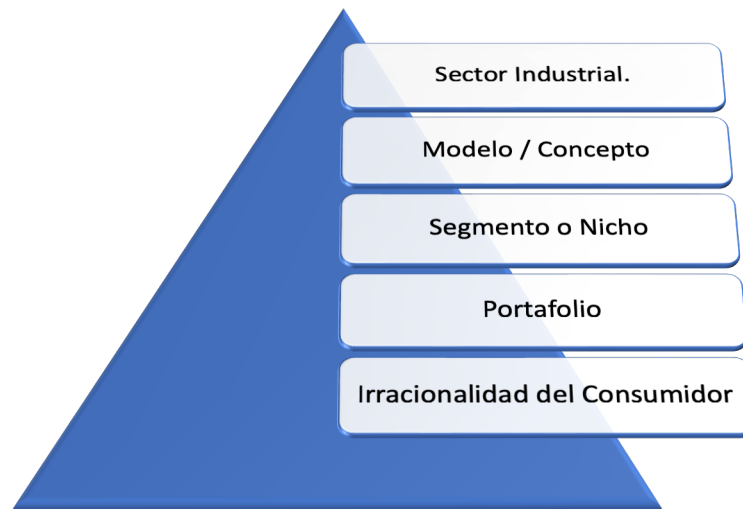 Sector Industrial.
Modelo / Concepto
Segmento o Nicho
Portafolio
Irracionalidad del Consumidor